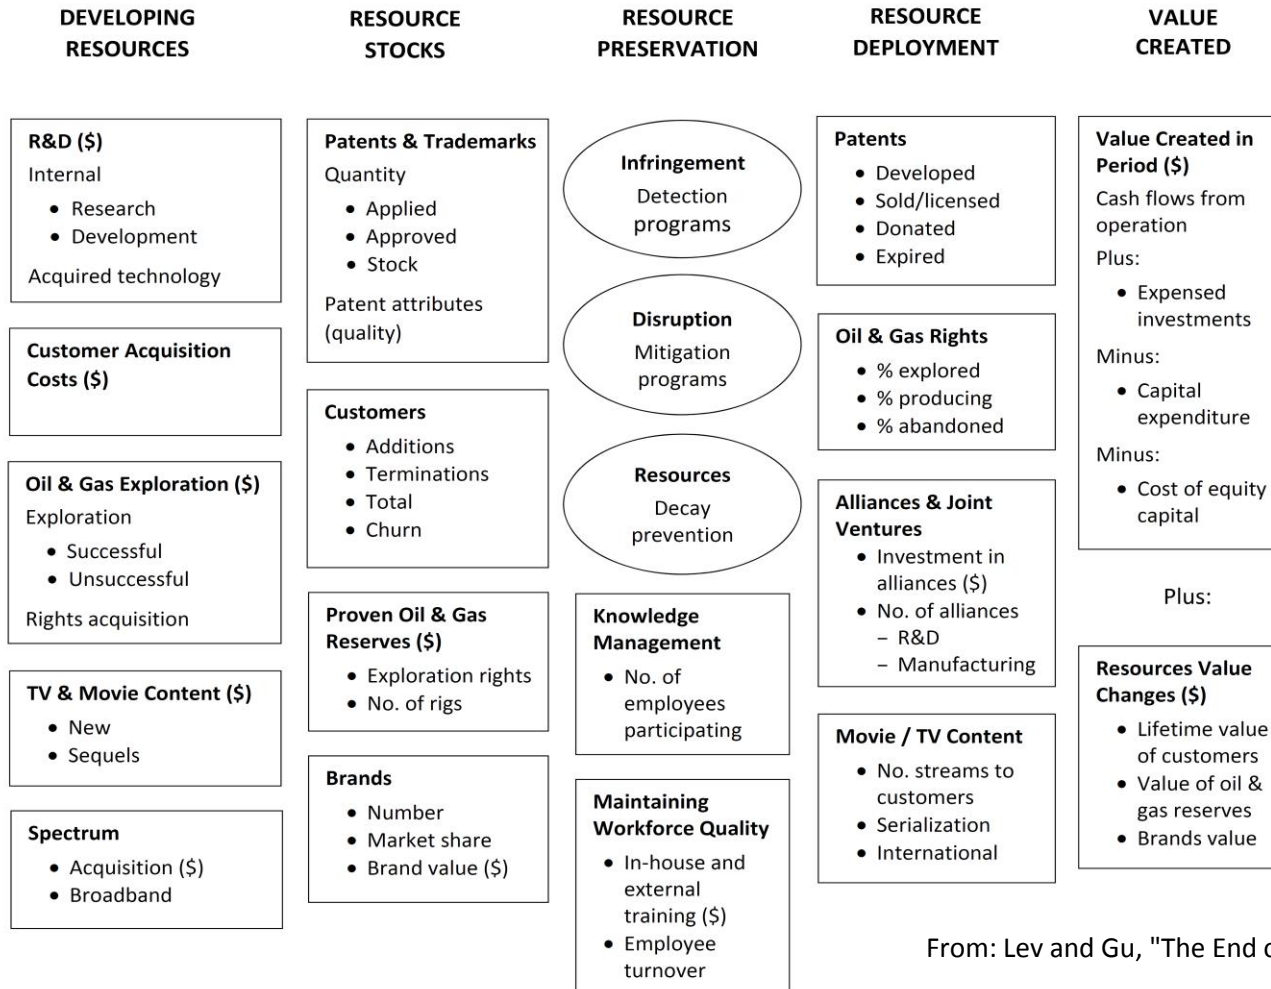 DEVELOPING
RESOURCES
RESOURCE
STOCKS
RESOURCE
PRESERVATION
RESOURCE
DEPLOYMENT
VALUE
CREATED
R&D ($)
Internal
• Research
• Development
Acquired technology
Customer Acquisition
Costs ($)
Oil & Gas Exploration ($)
Exploration
• Successful
• Unsuccessful
Rights acquisition
TV & Movie Content ($)
• New
• Sequels
Spectrum
• Acquisition ($)
• Broadband
Patents & Trademarks
Quantity
• Applied
• Approved
• Stock
Patent attributes
(quality)
Customers
• Additions
• Terminations
• Total
• Churn
Proven Oil & Gas
Reserves ($)
• Exploration rights
• No. of rigs
Brands
• Number
• Market share
• Brand value ($)
Infringement
Detection
programs
Disruption
Mitigation
programs
Resources
Decay
prevention
Knowledge
Management
• No. of
employees
participating
Maintaining
Workforce Quality
• In-house and
external
training ($)
• Employee
turnover
Patents
• Developed
• Sold/licensed
• Donated
• Expired
Oil & Gas Rights
• % explored
• % producing
• % abandoned
Alliances & Joint
Ventures
• Investment in
alliances ($)
• No. of alliances
– R&D
– Manufacturing
Movie / TV Content
• No. streams to
customers
• Serialization
• International
Value Created in
Period ($)
Cash flows from
operation
Plus:
• Expensed
investments
Minus:
• Capital
expenditure
Minus:
• Cost of equity
capital
Plus:
Resources Value
Changes ($)
• Lifetime value
of customers
• Value of oil &
gas reserves
• Brands value
From: Lev and Gu, "The End